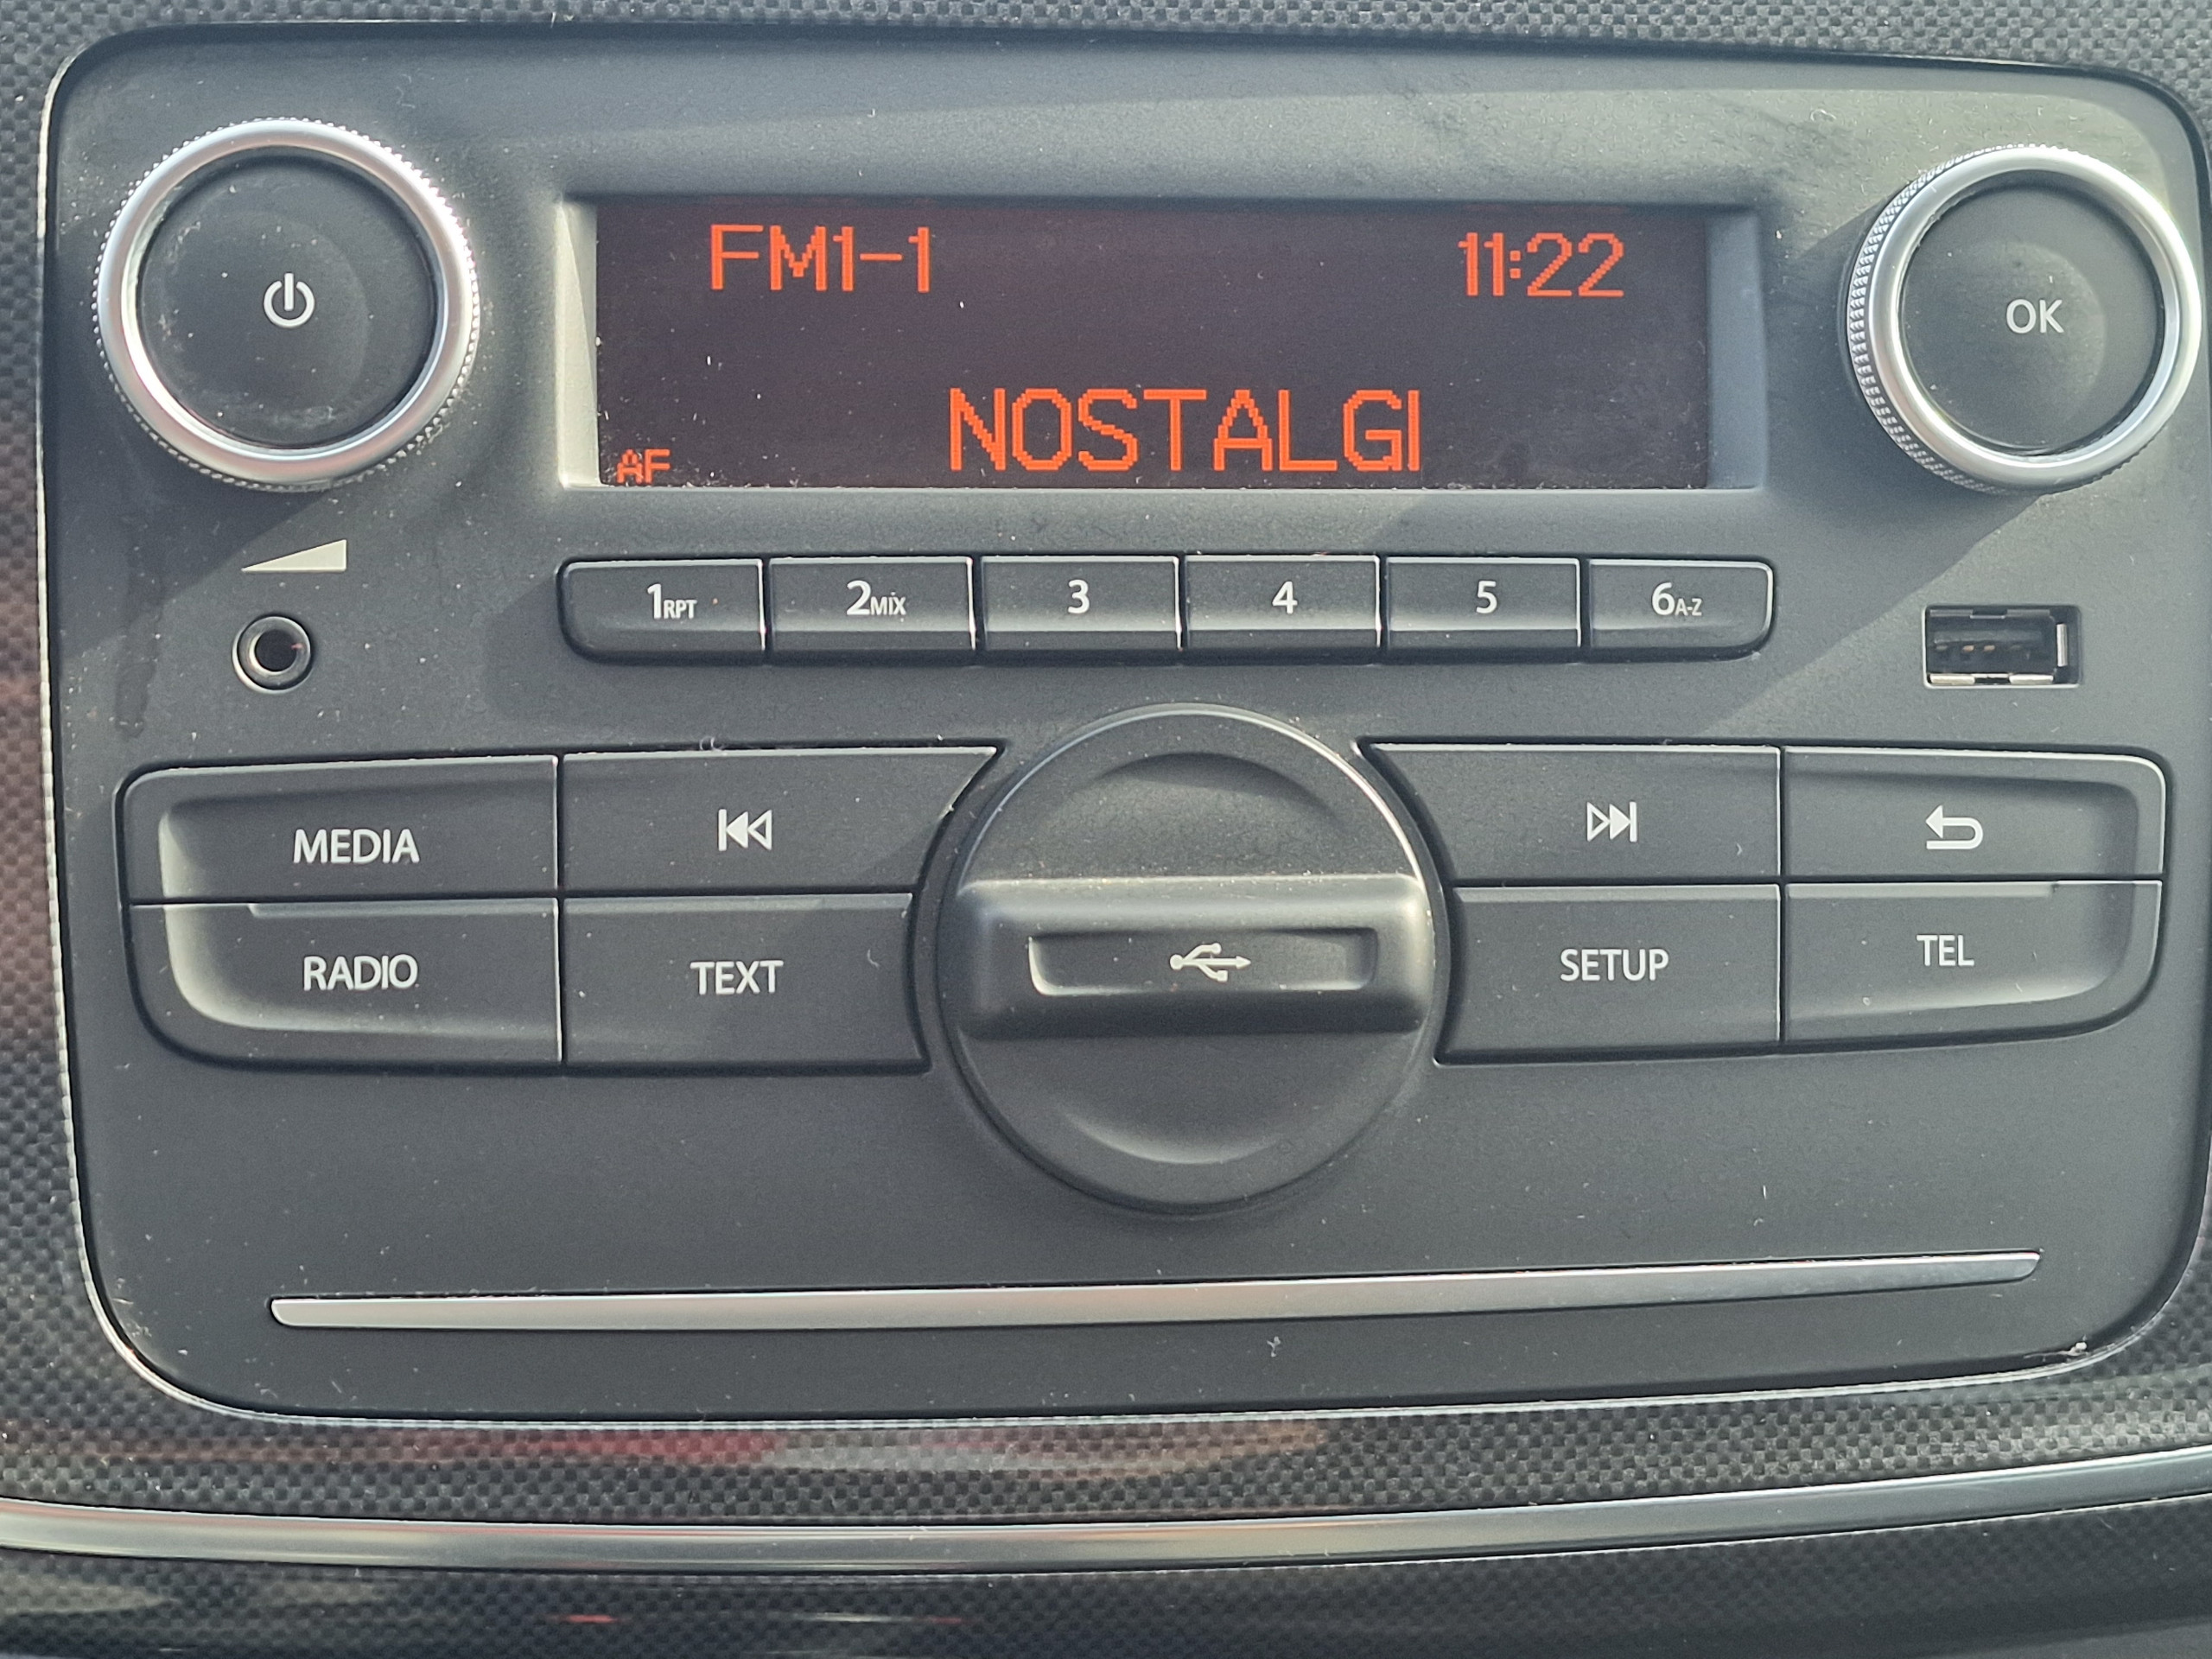 FM1-1 11:22
NOSTALGI
AF
OK
1RPT 2MIX 3 4 5 6A-Z
MEDIA
RADIO TEXT SETUP TEL